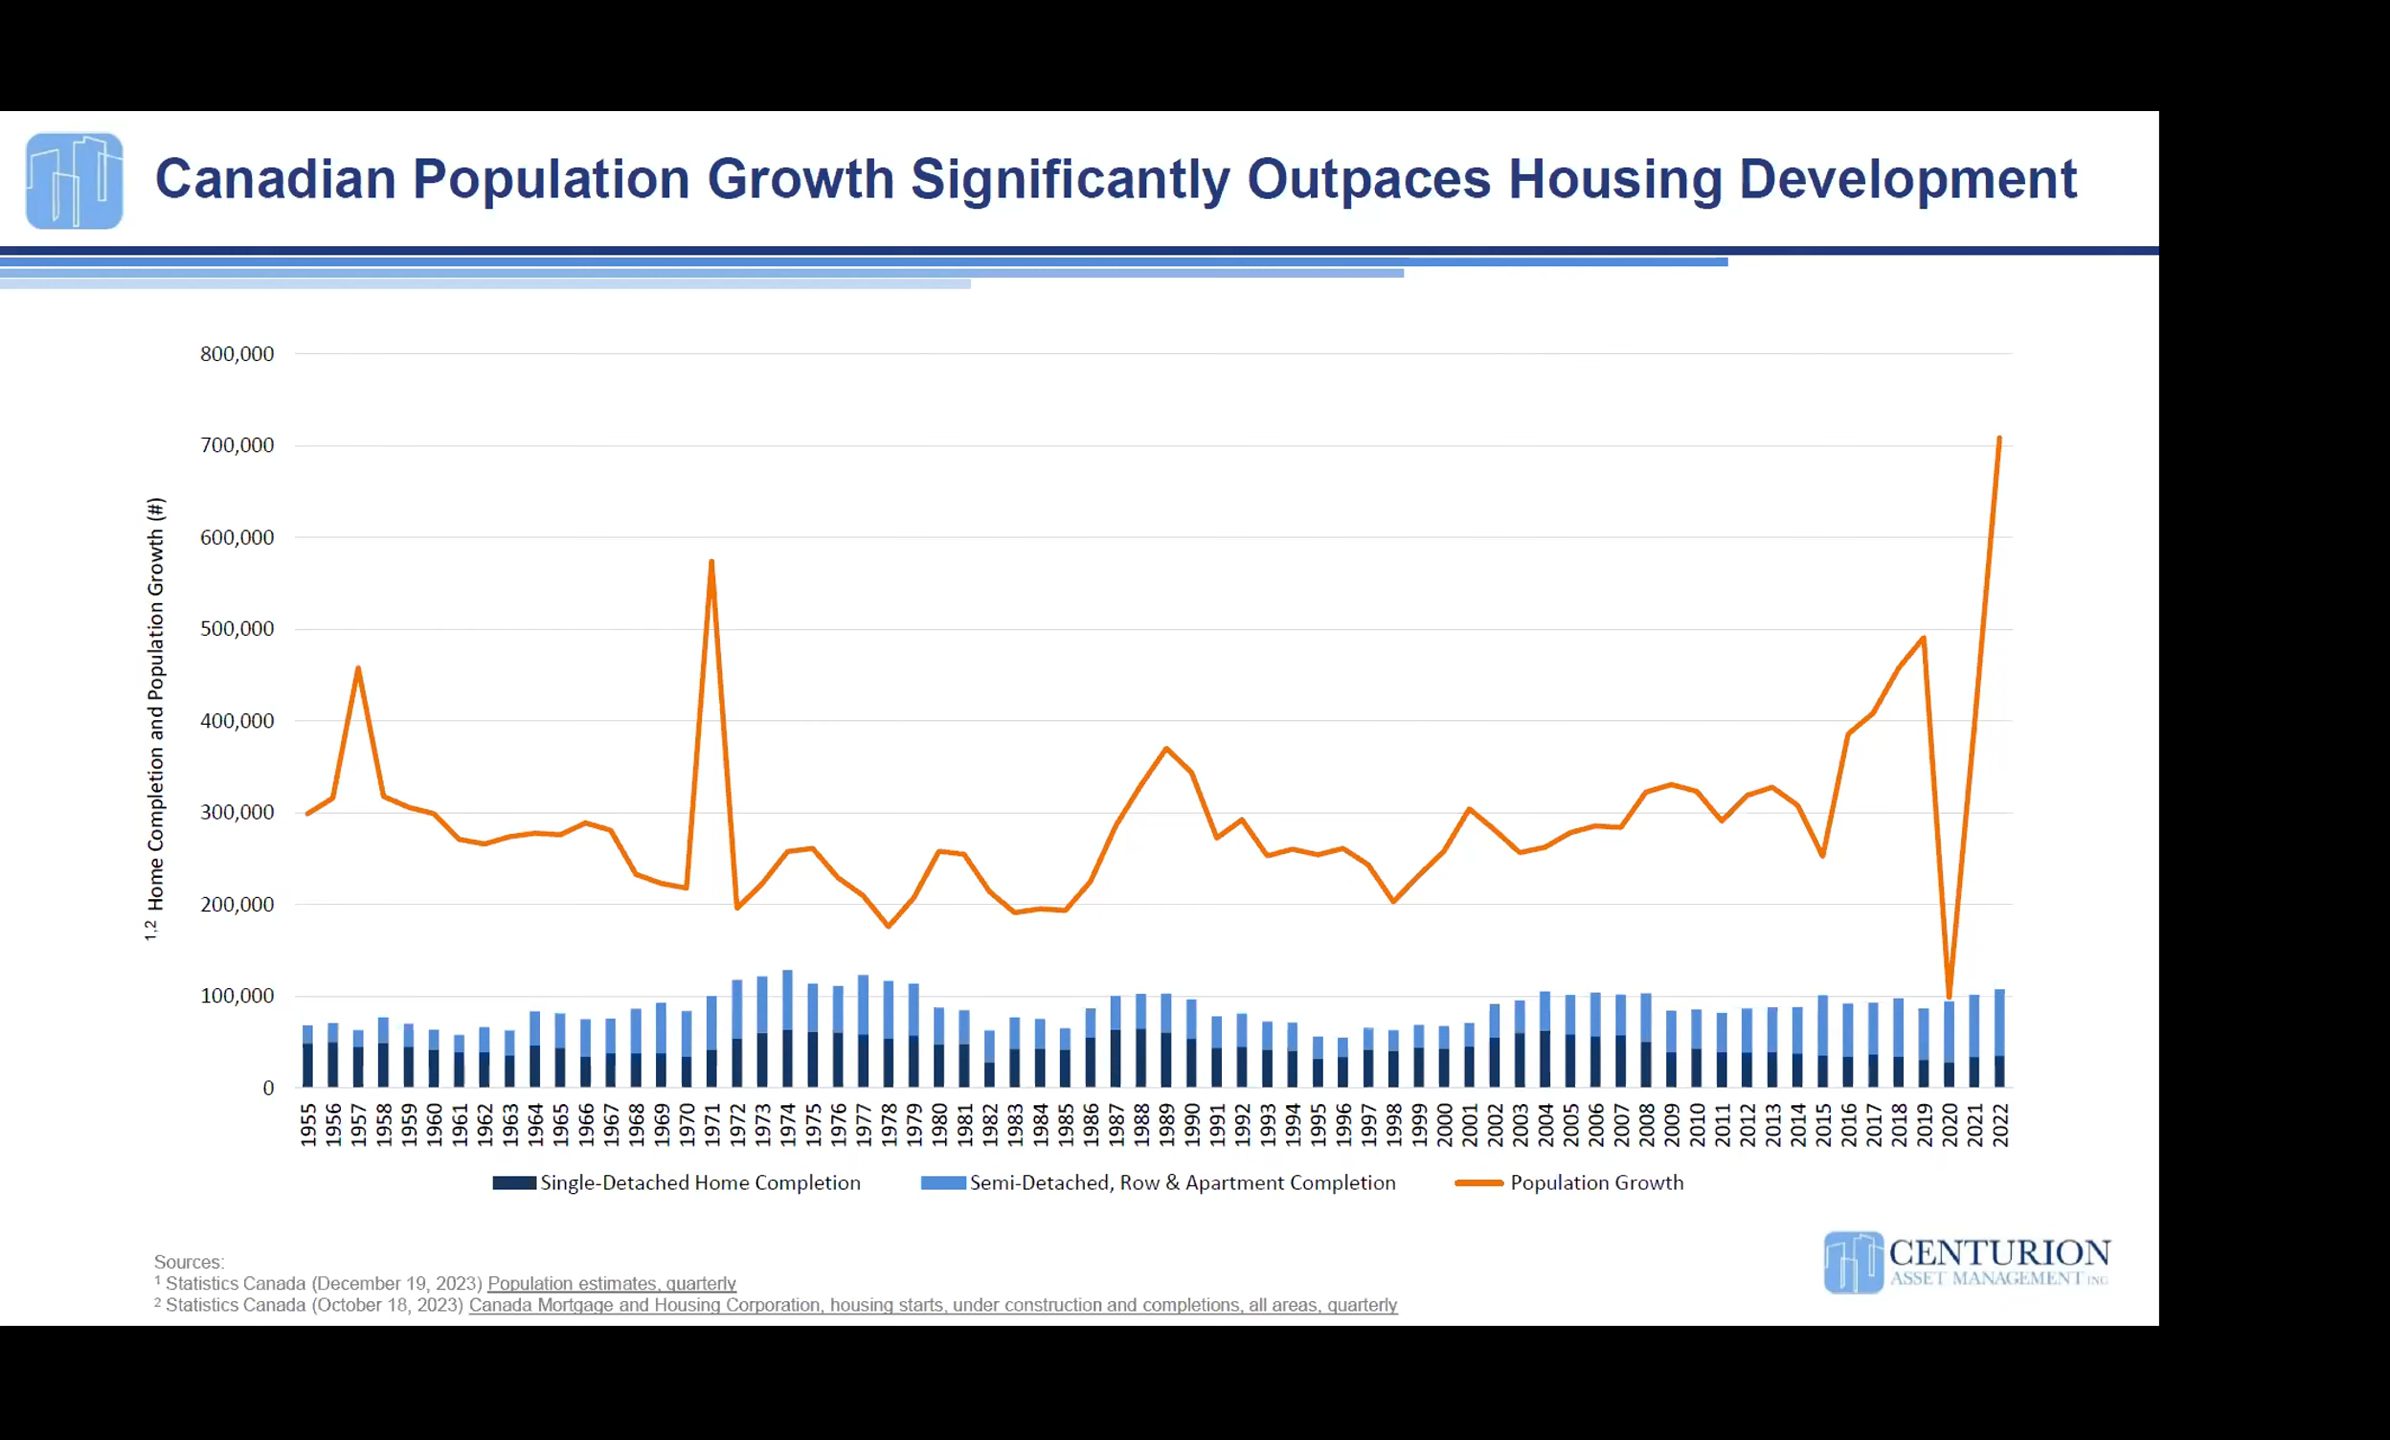 Canadian Population Growth Significantly Outpaces Housing Development
800,000
700,000
600,000
500,000
400,000
300,000
200,000
100,000
0
1,2 Home Completion and Population Growth (#)
1955 1956 1957 1958 1959 1960 1961 1962 1963 1964 1965 1966 1967 1968 1969 1970 1971 1972 1973 1974 1975 1976 1977 1978 1979 1980 1981 1982 1983 1984 1985 1986 1987 1988 1989 1990 1991 1992 1993 1994 1995 1996 1997 1998 1999 2000 2001 2002 2003 2004 2005 2006 2007 2008 2009 2010 2011 2012 2013 2014 2015 2016 2017 2018 2019 2020 2021 2022
Single-Detached Home Completion Semi-Detached, Row & Apartment Completion Population Growth
Sources:
1 Statistics Canada (December 19, 2023) Population estimates, quarterly
2 Statistics Canada (October 18, 2023) Canada Mortgage and Housing Corporation, housing starts, under construction and completions, all areas, quarterly
CENTURION
ASSET MANAGEMENT INC